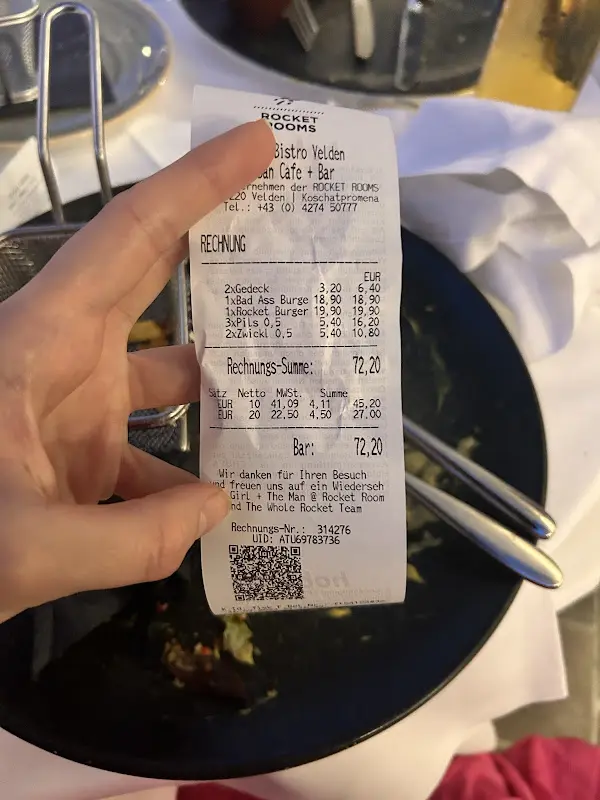 ROCKET
ROOMS
Bistro Velden
Cafe + Bar
der ROCKET ROOMS
Velden | Koschatpromena
Tel.: +43 (0) 4274 50777
RECHNUNG
EUR
2xGedeck 3,20 6,40
1xBad Ass Burge 18,90 18,90
1xRocket Burger 19,90 19,90
3xPils 0,5 5,40 16,20
2xZwickl 0,5 5,40 10,80
Rechnungs-Summe: 72,20
Satz Netto MWSt. Summe
EUR 10 41,09 4,11 45,20
EUR 20 22,50 4,50 27,00
Bar: 72,20
Wir danken für Ihren Besuch
und freuen uns auf ein Wiederseh
Girl + The Man @ Rocket Room
and The Whole Rocket Team
Rechnungs-Nr.: 314276
UID: ATU69783736